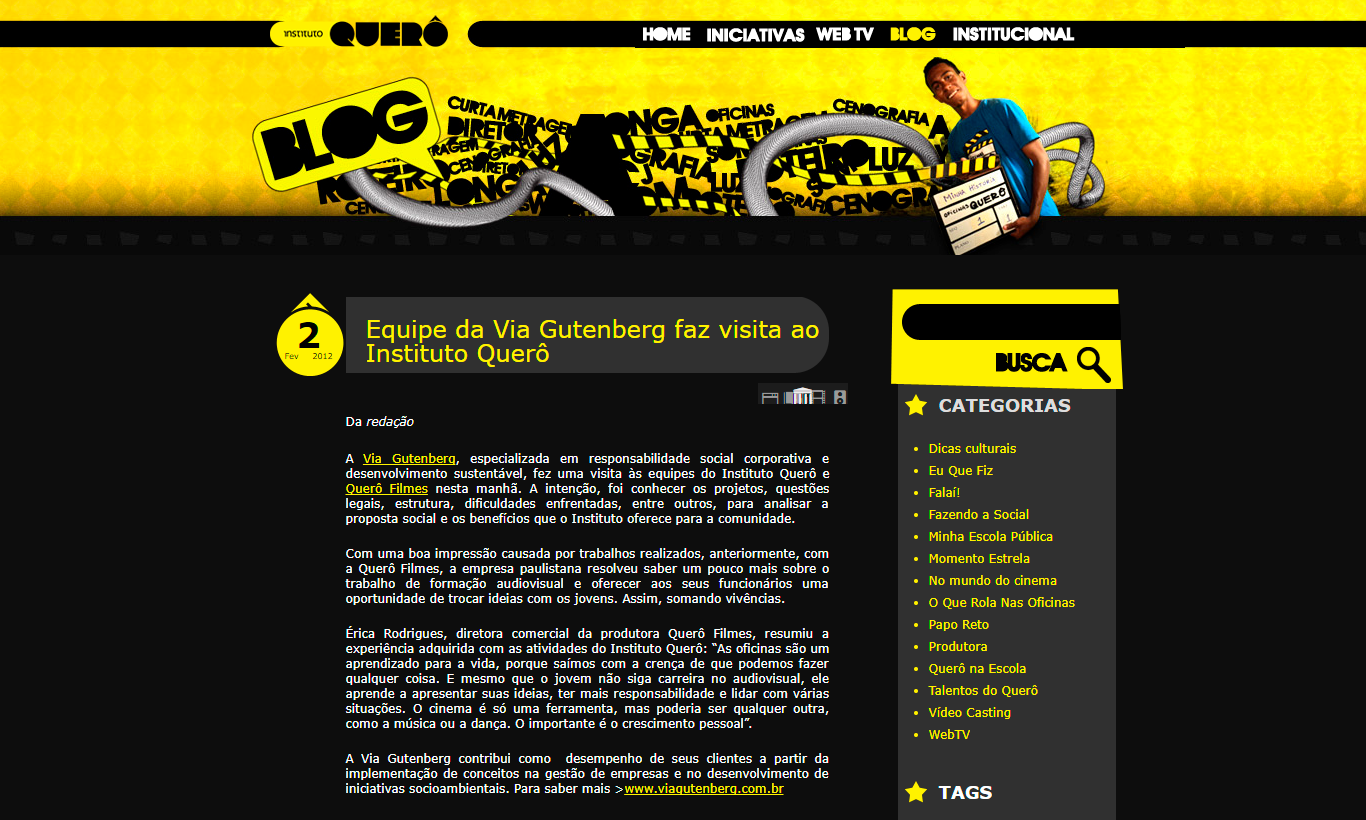 instituto QUERÔ
HOME INICIATIVAS WEB TV BLOG INSTITUCIONAL
BLOG
CURTA METRAGEM
DIRETOR
OFICINAS
CENOGRAFIA
LUZ
CENOGRAFIA
MINHA HISTORIA
OFICINAS QUERÔ
2
Fev 2012
Equipe da Via Gutenberg faz visita ao
Instituto Querô
BUSCA
Da redação
A Via Gutenberg, especializada em responsabilidade social corporativa e
desenvolvimento sustentável, fez uma visita às equipes do Instituto Querô e
Querô Filmes nesta manhã. A intenção, foi conhecer os projetos, questões
legais, estrutura, dificuldades enfrentadas, entre outros, para analisar a
proposta social e os benefícios que o Instituto oferece para a comunidade.
Com uma boa impressão causada por trabalhos realizados, anteriormente, com
a Querô Filmes, a empresa paulistana resolveu saber um pouco mais sobre o
trabalho de formação audiovisual e oferecer aos seus funcionários uma
oportunidade de trocar ideias com os jovens. Assim, somando vivências.
Érica Rodrigues, diretora comercial da produtora Querô Filmes, resumiu a
experiência adquirida com as atividades do Instituto Querô: “As oficinas são um
aprendizado para a vida, porque saímos com a crença de que podemos fazer
qualquer coisa. E mesmo que o jovem não siga carreira no audiovisual, ele
aprende a apresentar suas ideias, ter mais responsabilidade e lidar com várias
situações. O cinema é só uma ferramenta, mas poderia ser qualquer outra,
como a música ou a dança. O importante é o crescimento pessoal”.
A Via Gutenberg contribui como desempenho de seus clientes a partir da
implementação de conceitos na gestão de empresas e no desenvolvimento de
iniciativas socioambientais. Para saber mais >www.viagutenberg.com.br
CATEGORIAS
Dicas culturais
Eu Que Fiz
Falaí!
Fazendo a Social
Minha Escola Pública
Momento Estrela
No mundo do cinema
O Que Rola Nas Oficinas
Papo Reto
Produtora
Querô na Escola
Talentos do Querô
Vídeo Casting
WebTV
TAGS